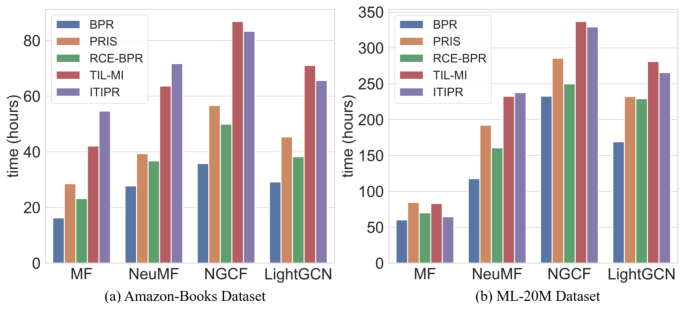 BPR
PRIS
RCE-BPR
TIL-MI
ITIPR
time (hours)
80
60
40
20
0
MF NeuMF NGCF LightGCN
(a) Amazon-Books Dataset
BPR
PRIS
RCE-BPR
TIL-MI
ITIPR
time (hours)
350
300
250
200
150
100
50
0
MF NeuMF NGCF LightGCN
(b) ML-20M Dataset